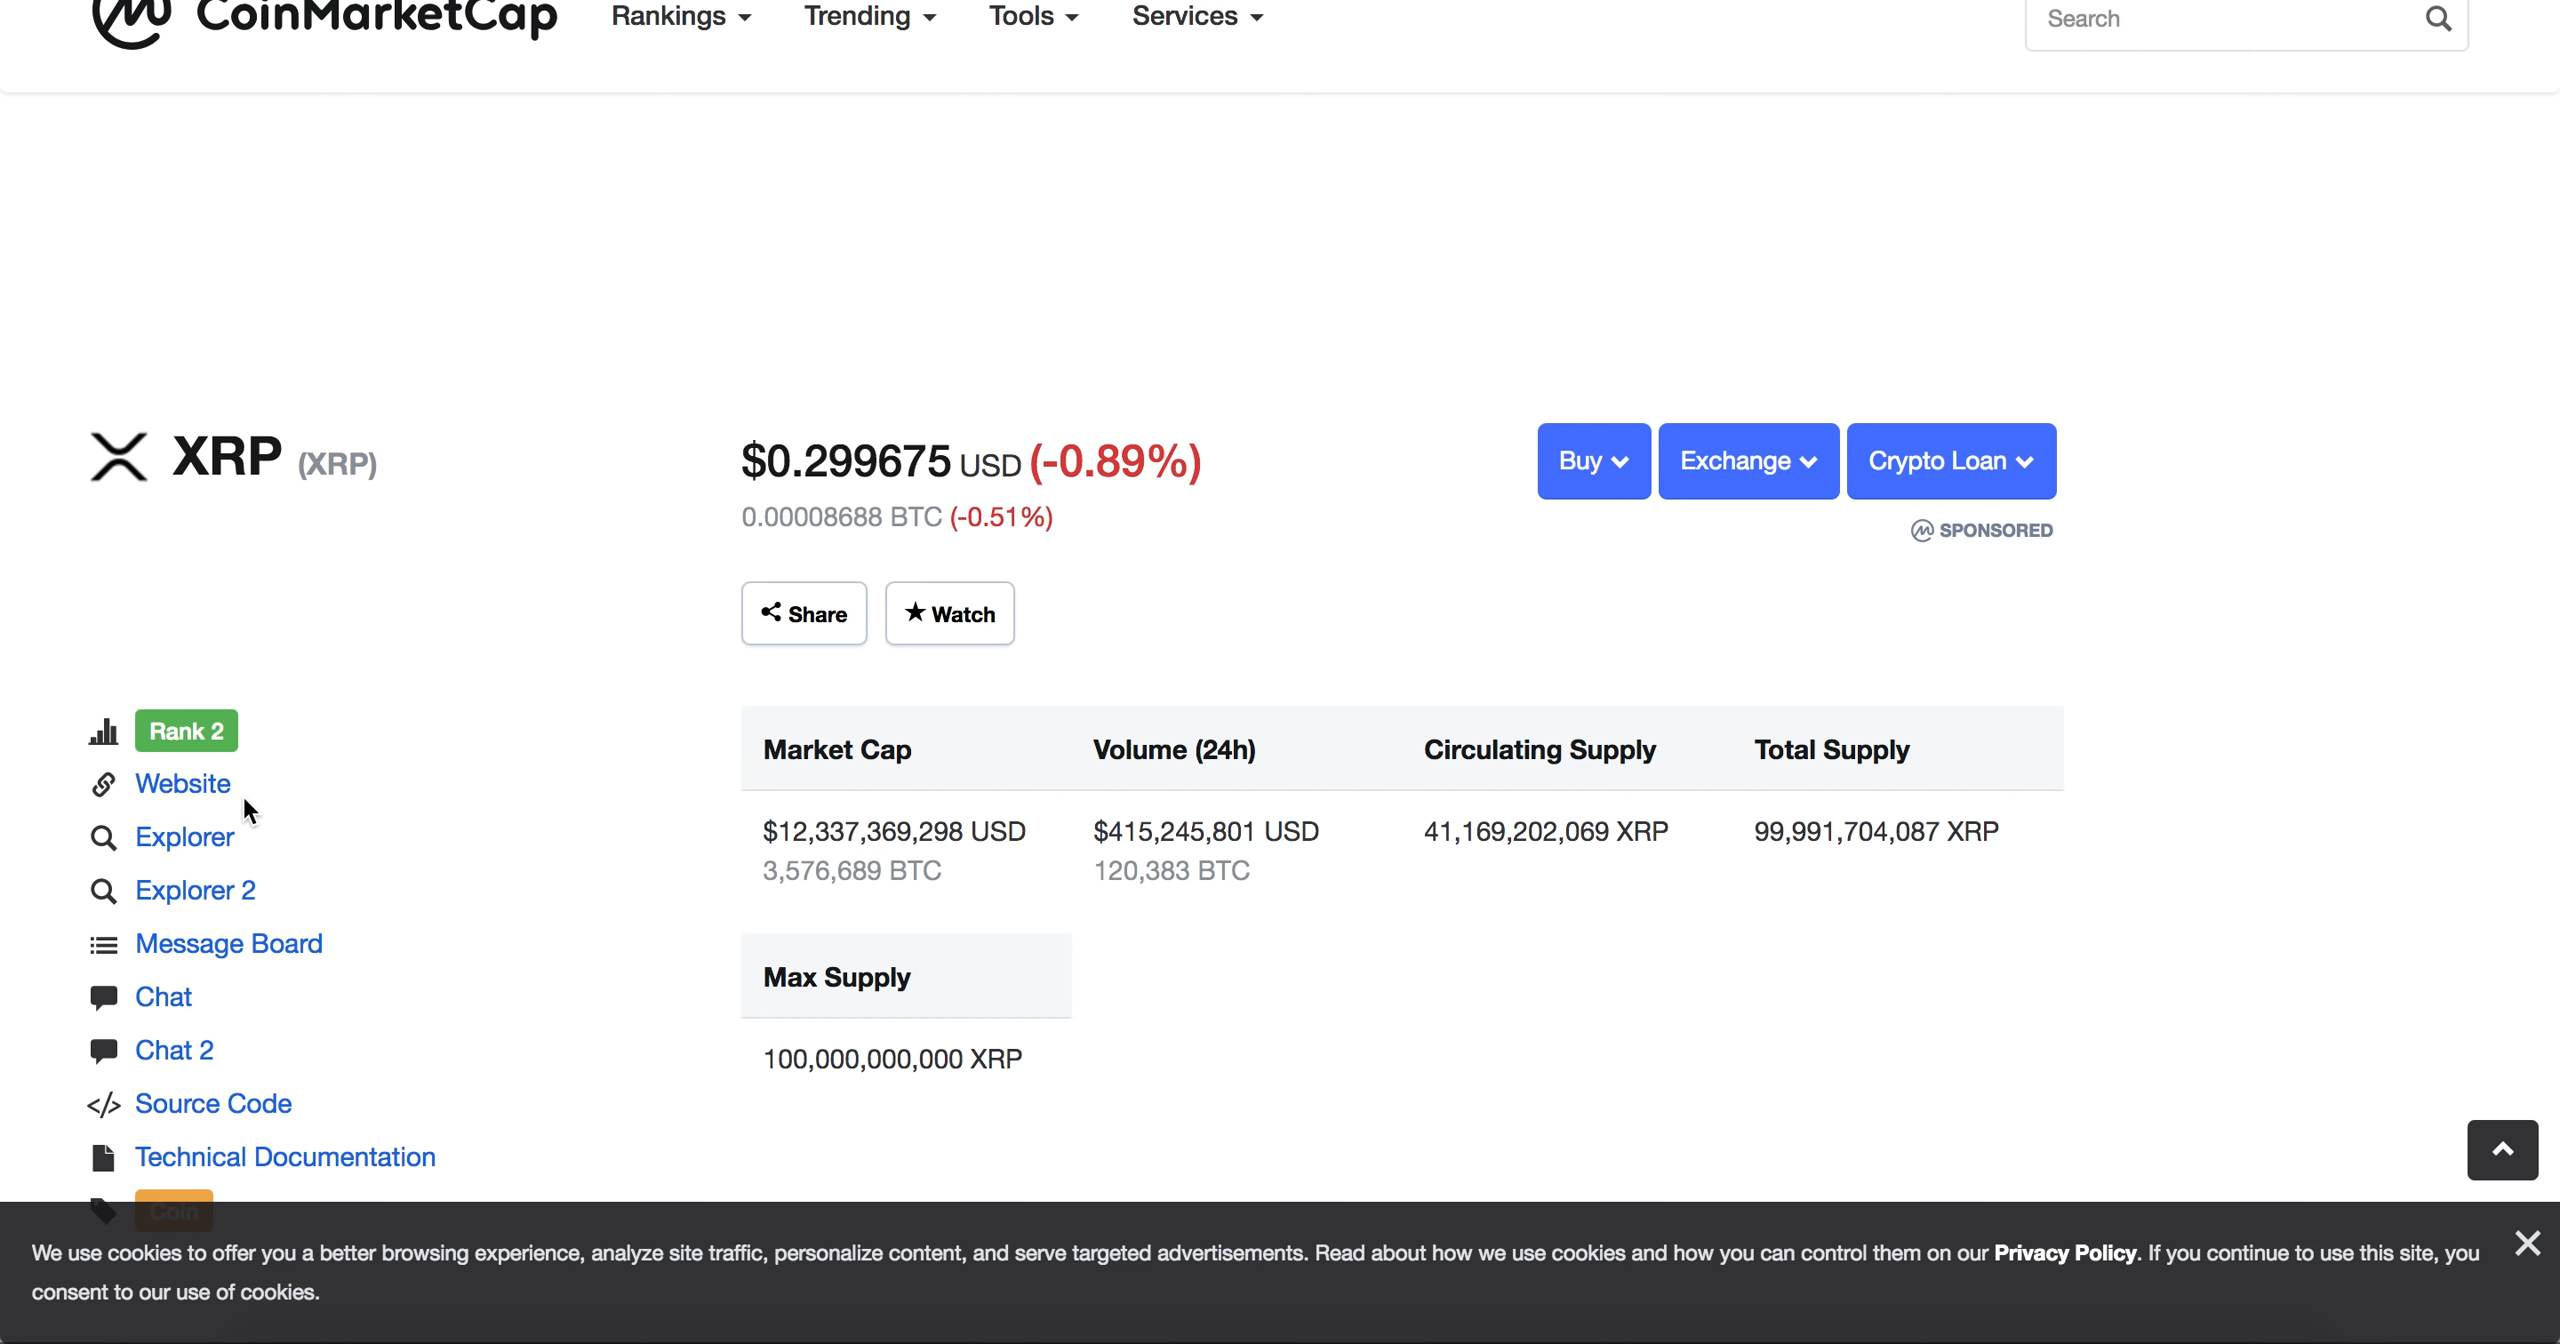 CoinMarketCap Rankings Trending Tools Services Search
XRP (XRP)
$0.299675 USD (-0.89%)
0.00008688 BTC (-0.51%)
Buy Exchange Crypto Loan
SPONSORED
Share Watch
Rank 2
Website
Explorer
Explorer 2
Message Board
Chat
Chat 2
Source Code
Technical Documentation
Coin
Market Cap Volume (24h) Circulating Supply Total Supply
$12,337,369,298 USD $415,245,801 USD 41,169,202,069 XRP 99,991,704,087 XRP
3,576,689 BTC 120,383 BTC
Max Supply
100,000,000,000 XRP
We use cookies to offer you a better browsing experience, analyze site traffic, personalize content, and serve targeted advertisements. Read about how we use cookies and how you can control them on our Privacy Policy. If you continue to use this site, you
consent to our use of cookies.